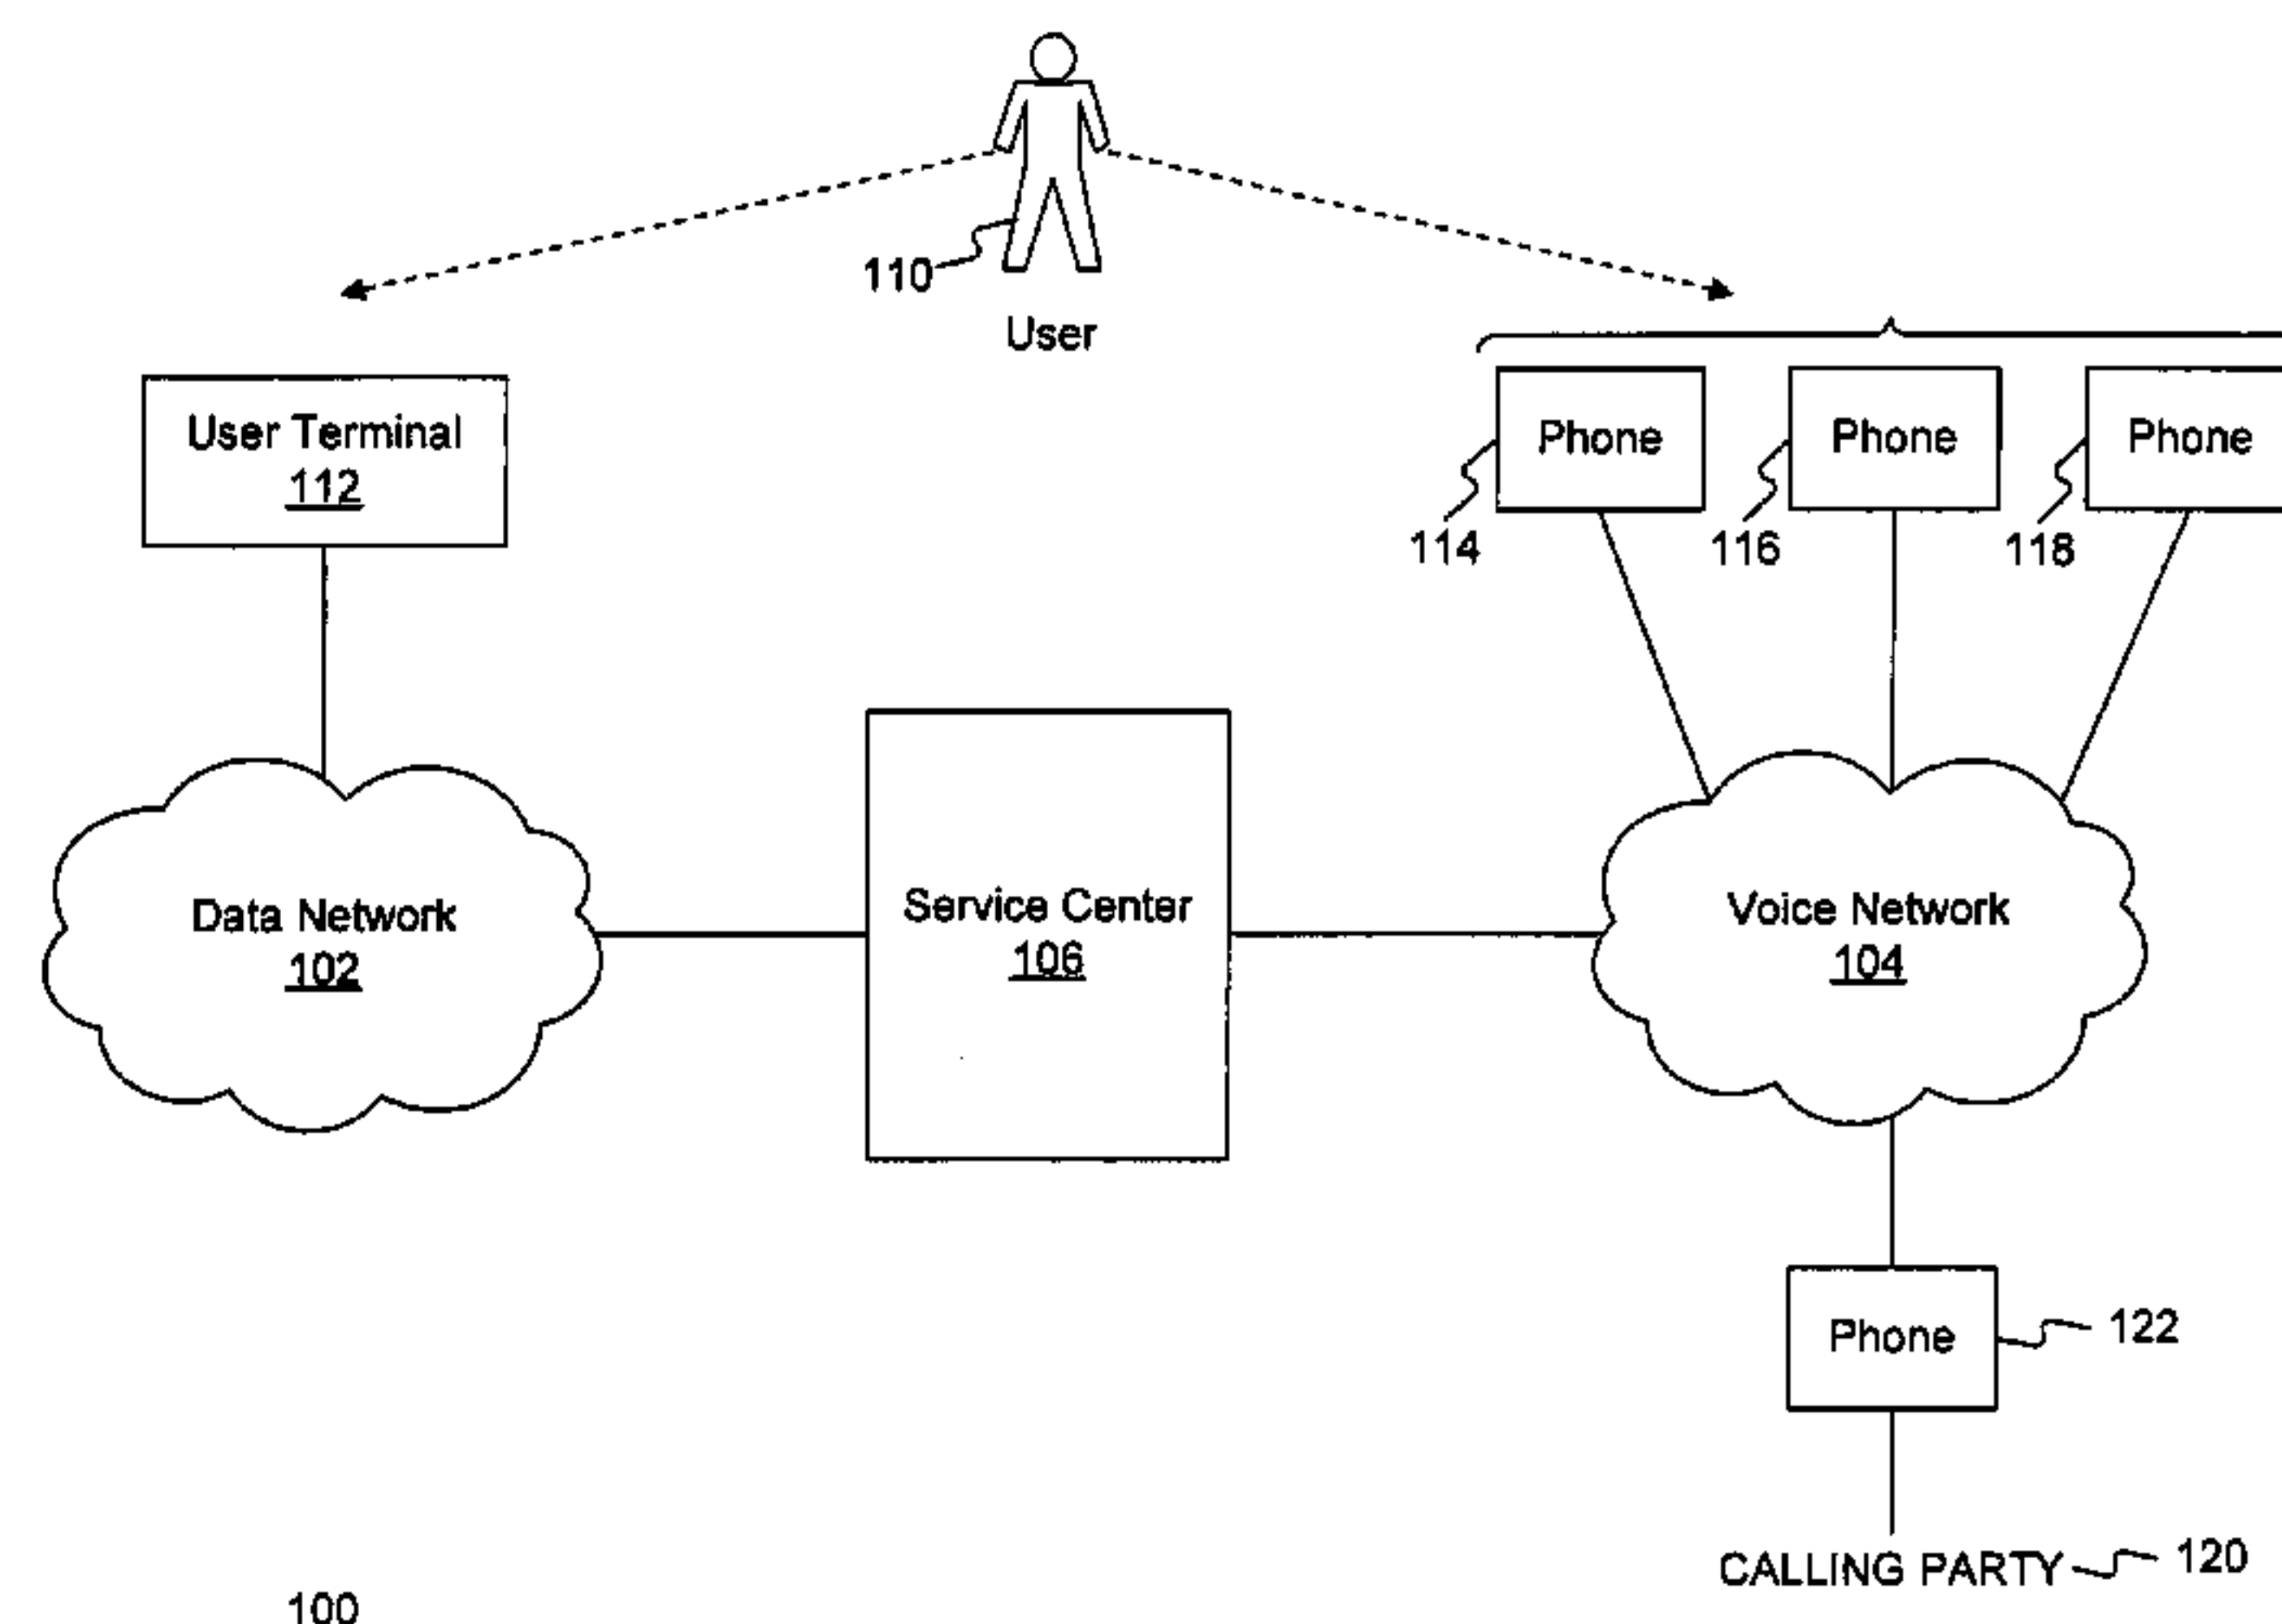 110
User
User Terminal
112
Phone
Phone
Phone
114
116
118
Data Network
102
Service Center
106
Voice Network
104
Phone
122
CALLING PARTY
120
100